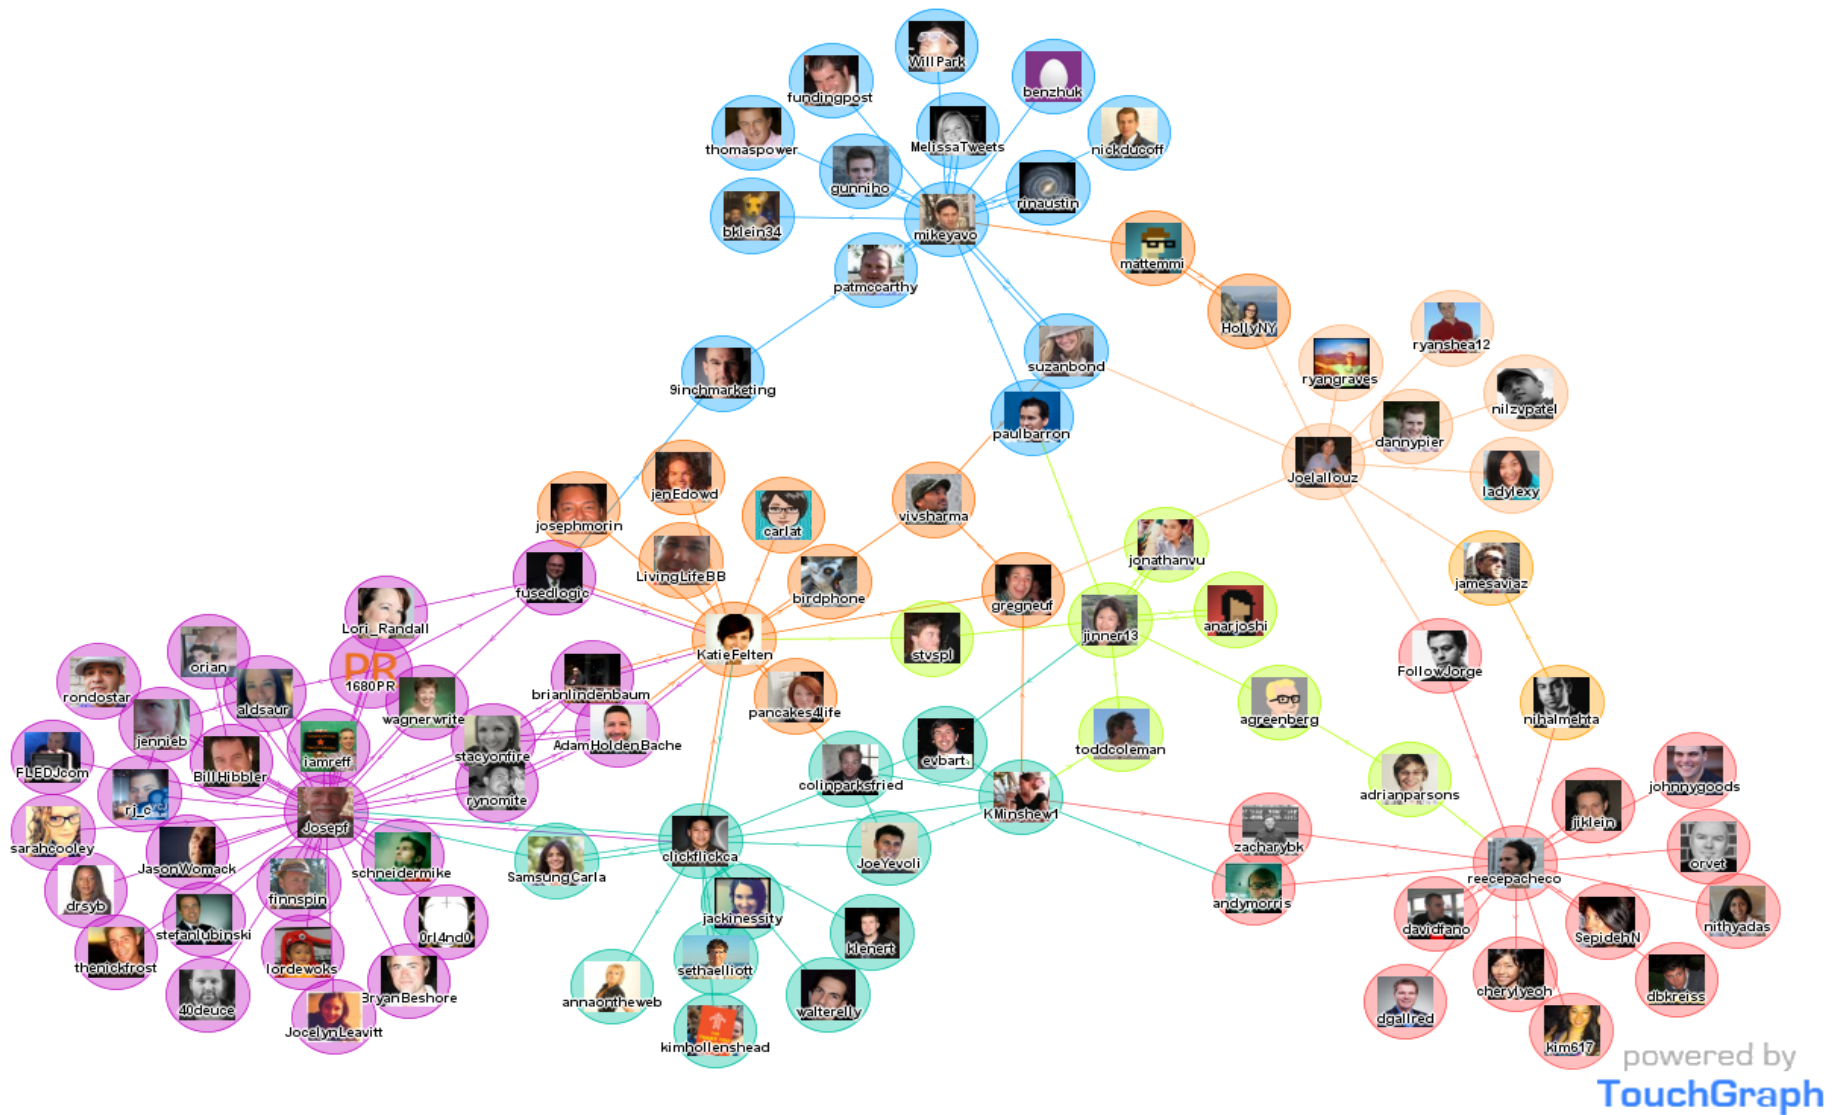 Will Park
benzhuk
fundingpost
thomaspower
MelissaTweets
nickducoff
gunniho
rinaustin
bklein34
mikeyavo
mattemmi
patmccarthy
HollyNY
ryanshea12
suzanbond
ryangraves
9inchmarketing
nilzvpatel
paulbarron
dannypier
Joelallouz
jenEdowd
ladylexy
josephmorin
carlat
vivsharma
jonathanvu
LivingLifeBB
jamesaviaz
fusedlogic
birdphone
gregneuf
Lori_Randall
anarjoshi
jinner13
KatieFelten
stvspl
orian
FollowJorge
PR
1680PR
rondostar
brianlindenbaum
aldsaur
pancakes4life
wagnerwrite
agreenberg
nihalmehta
jennieb
AdamHoldenBache
toddcoleman
stacyonfire
iamreff
evbart
FLEDJcom
BillHibbler
colinparksfried
johnnygoods
adrianparsons
rynomite
rj_c
KMinshew1
jiklein
Josepf
zacharybk
sarahcooley
clickflickca
orvet
JasonWomack
JoeYevoli
schneidermike
SamsungCarla
reecepacheco
finnspin
andymorris
drsyb
jackinessity
nithyadas
davidfano
stefanlubinski
0rl4nd0
SepidehN
klenert
thenickfrost
lordewoks
sethaelliott
cherylyeoh
BryanBeshore
dbkreiss
annaontheweb
40deuce
walterelly
dgallred
JocelynLeavitt
kimhollenshead
kim617
powered by
TouchGraph